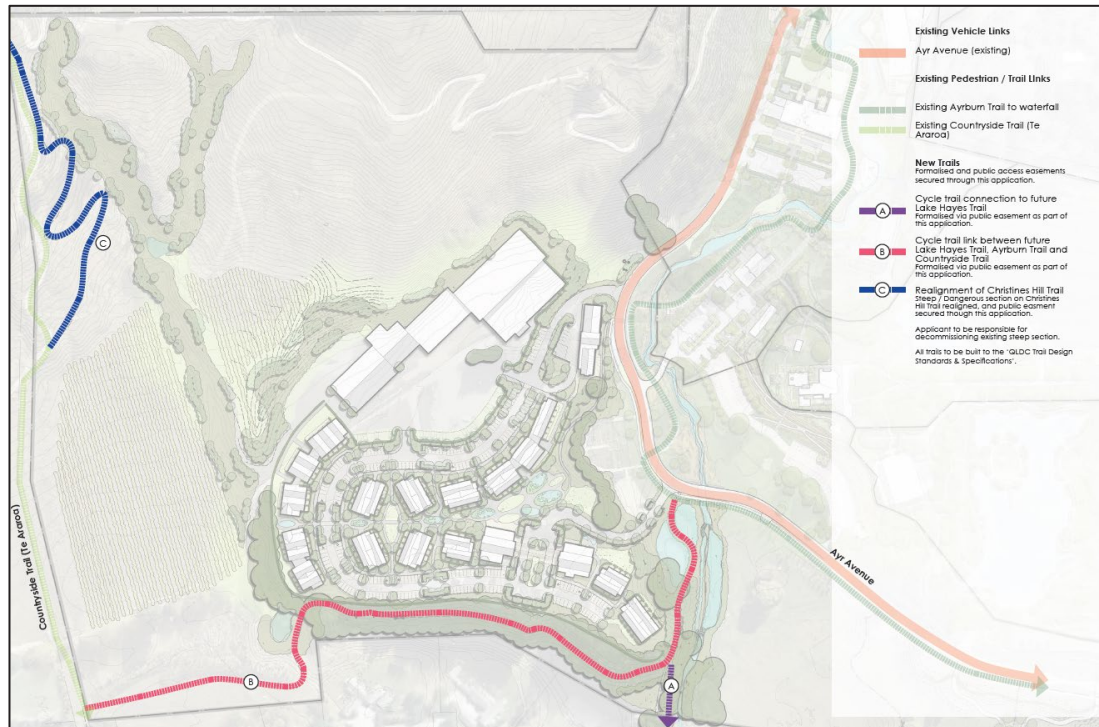 Existing Vehicle Links
Ayr Avenue (existing)
Existing Pedestrian / Trail Links
Existing Ayrburn Trail to waterfall
Existing Countryside Trail (Te
Araroa)
New Trails
Formalised and public access easements
secured through this application.
A
Cycle trail connection to future
Lake Hayes Trail
Formalised via public easement as part of
this application.
B
Cycle trail link between future
Lake Hayes Trail, Ayrburn Trail and
Countryside Trail
Formalised via public easement as part of
this application.
C
Realignment of Christines Hill Trail
Steep / Dangerous section on Christines
Hill Trail realigned, and public easment
secured though this application.
Applicant to be responsible for
decommissioning existing steep section.
All trails to be built to the 'QLDC Trail Design
Standards & Specifications'.
C
Countryside Trail (Te Araroa)
Ayr Avenue
B
A